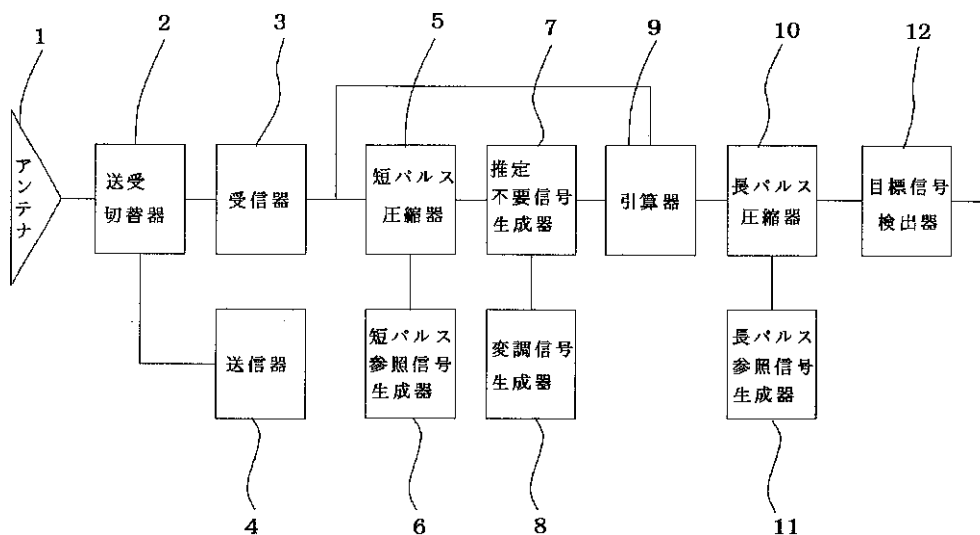 1
2
3
5
7
9
10
12
アンテナ
送受
切替器
受信器
短パルス
圧縮器
推定
不要信号
生成器
引算器
長パルス
圧縮器
目標信号
検出器
送信器
短パルス
参照信号
生成器
変調信号
生成器
長パルス
参照信号
生成器
4
6
8
11